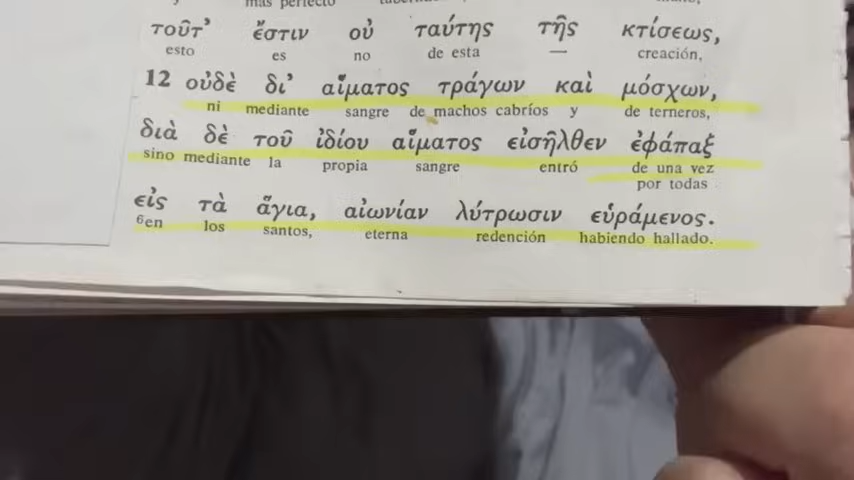 más perfecto
τοῦτ’ ἔστιν οὐ ταύτης τῆς κτίσεως,
esto es no de esta — creación,
12 οὐδὲ δι’ αἵματος τράγων καὶ μόσχων,
ni mediante sangre de machos cabríos y de terneros,
διὰ δὲ τοῦ ἰδίου αἵματος εἰσῆλθεν ἐφάπαξ
sino mediante la propia sangre entró de una vez
por todas
εἰς τὰ ἅγια, αἰωνίαν λύτρωσιν εὑράμενος.
6en los santos, eterna redención habiendo hallado.